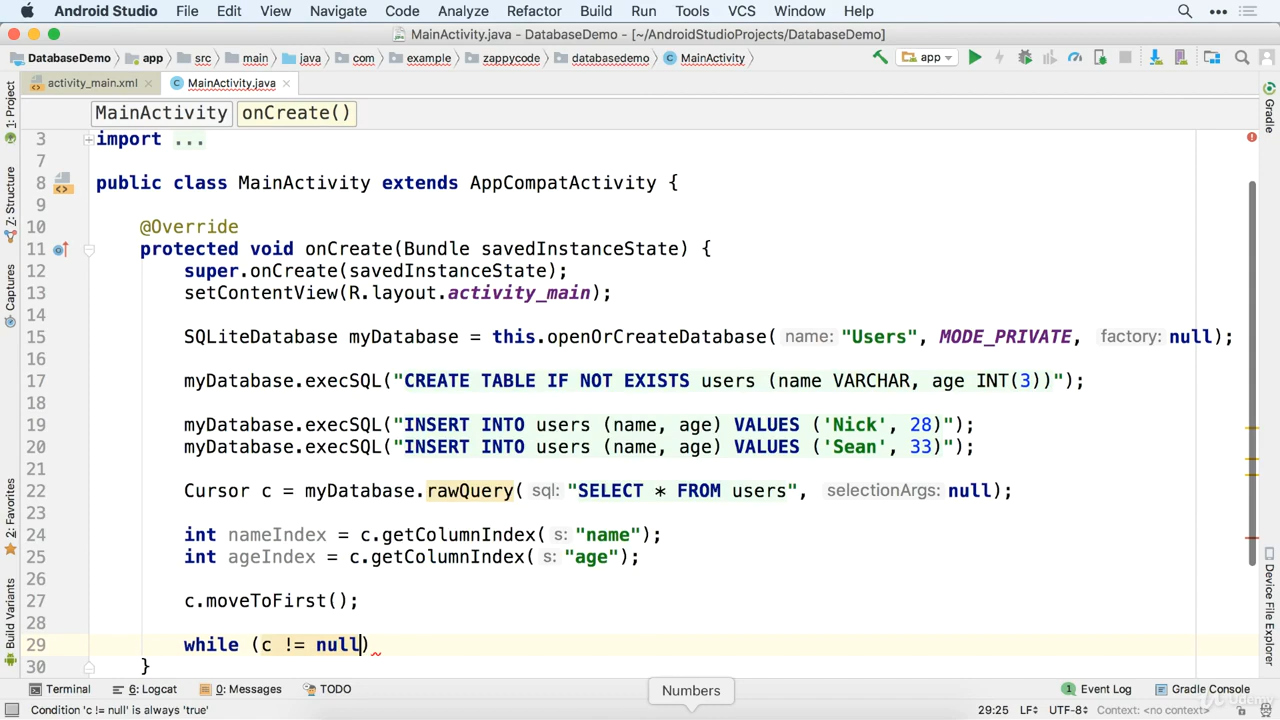 Android Studio File Edit View Navigate Code Analyze Refactor Build Run Tools VCS Window Help
MainActivity.java - DatabaseDemo - [~/AndroidStudioProjects/DatabaseDemo]
DatabaseDemo app src main java com example zappycode databasedemo MainActivity app
activity_main.xml MainActivity.java
MainActivity onCreate()
3 import ...
7
8 public class MainActivity extends AppCompatActivity {
9
10 @Override
11 protected void onCreate(Bundle savedInstanceState) {
12 super.onCreate(savedInstanceState);
13 setContentView(R.layout.activity_main);
14
15 SQLiteDatabase myDatabase = this.openOrCreateDatabase( name: "Users", MODE_PRIVATE, factory: null);
16
17 myDatabase.execSQL("CREATE TABLE IF NOT EXISTS users (name VARCHAR, age INT(3))");
18
19 myDatabase.execSQL("INSERT INTO users (name, age) VALUES ('Nick', 28)");
20 myDatabase.execSQL("INSERT INTO users (name, age) VALUES ('Sean', 33)");
21
22 Cursor c = myDatabase.rawQuery( sql: "SELECT * FROM users", selectionArgs: null);
23
24 int nameIndex = c.getColumnIndex( s: "name");
25 int ageIndex = c.getColumnIndex( s: "age");
26
27 c.moveToFirst();
28
29 while (c != null)
30 }
1: Project
Z: Structure
Captures
2: Favorites
Build Variants
Gradle
Device File Explorer
Terminal 6: Logcat 0: Messages TODO Numbers 1 Event Log Gradle Console
Condition 'c != null' is always 'true' 29:25 LF UTF-8 Context: <no context>
Udemy